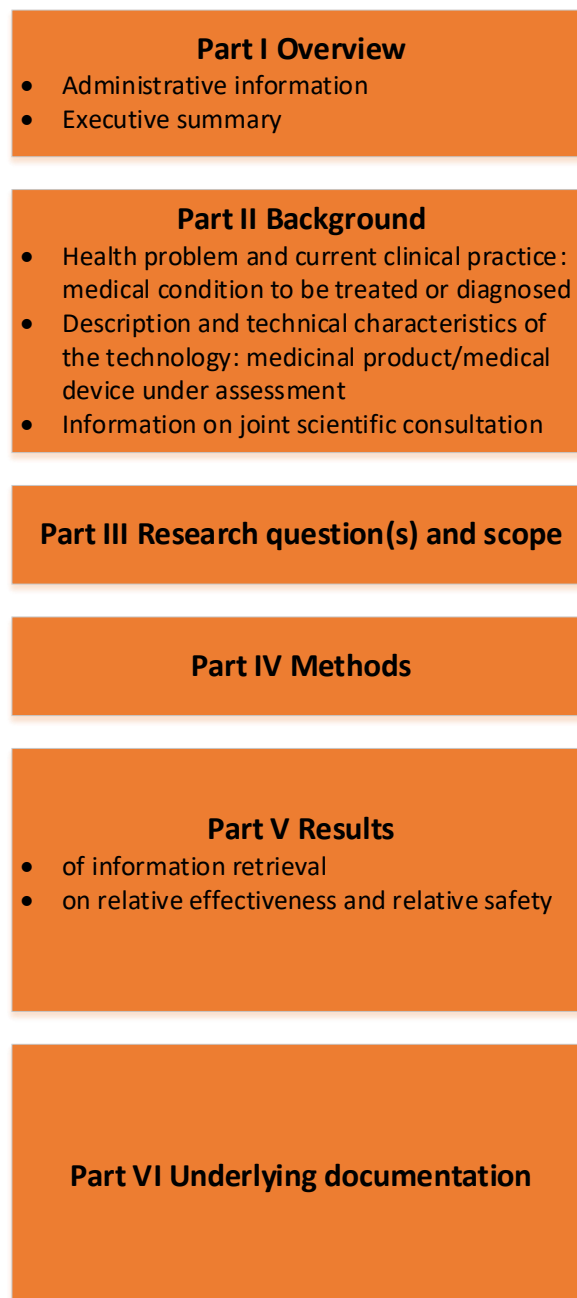 Part I Overview
• Administrative information
• Executive summary
Part II Background
• Health problem and current clinical practice:
medical condition to be treated or diagnosed
• Description and technical characteristics of
the technology: medicinal product/medical
device under assessment
• Information on joint scientific consultation
Part III Research question(s) and scope
Part IV Methods
Part V Results
• of information retrieval
• on relative effectiveness and relative safety
Part VI Underlying documentation